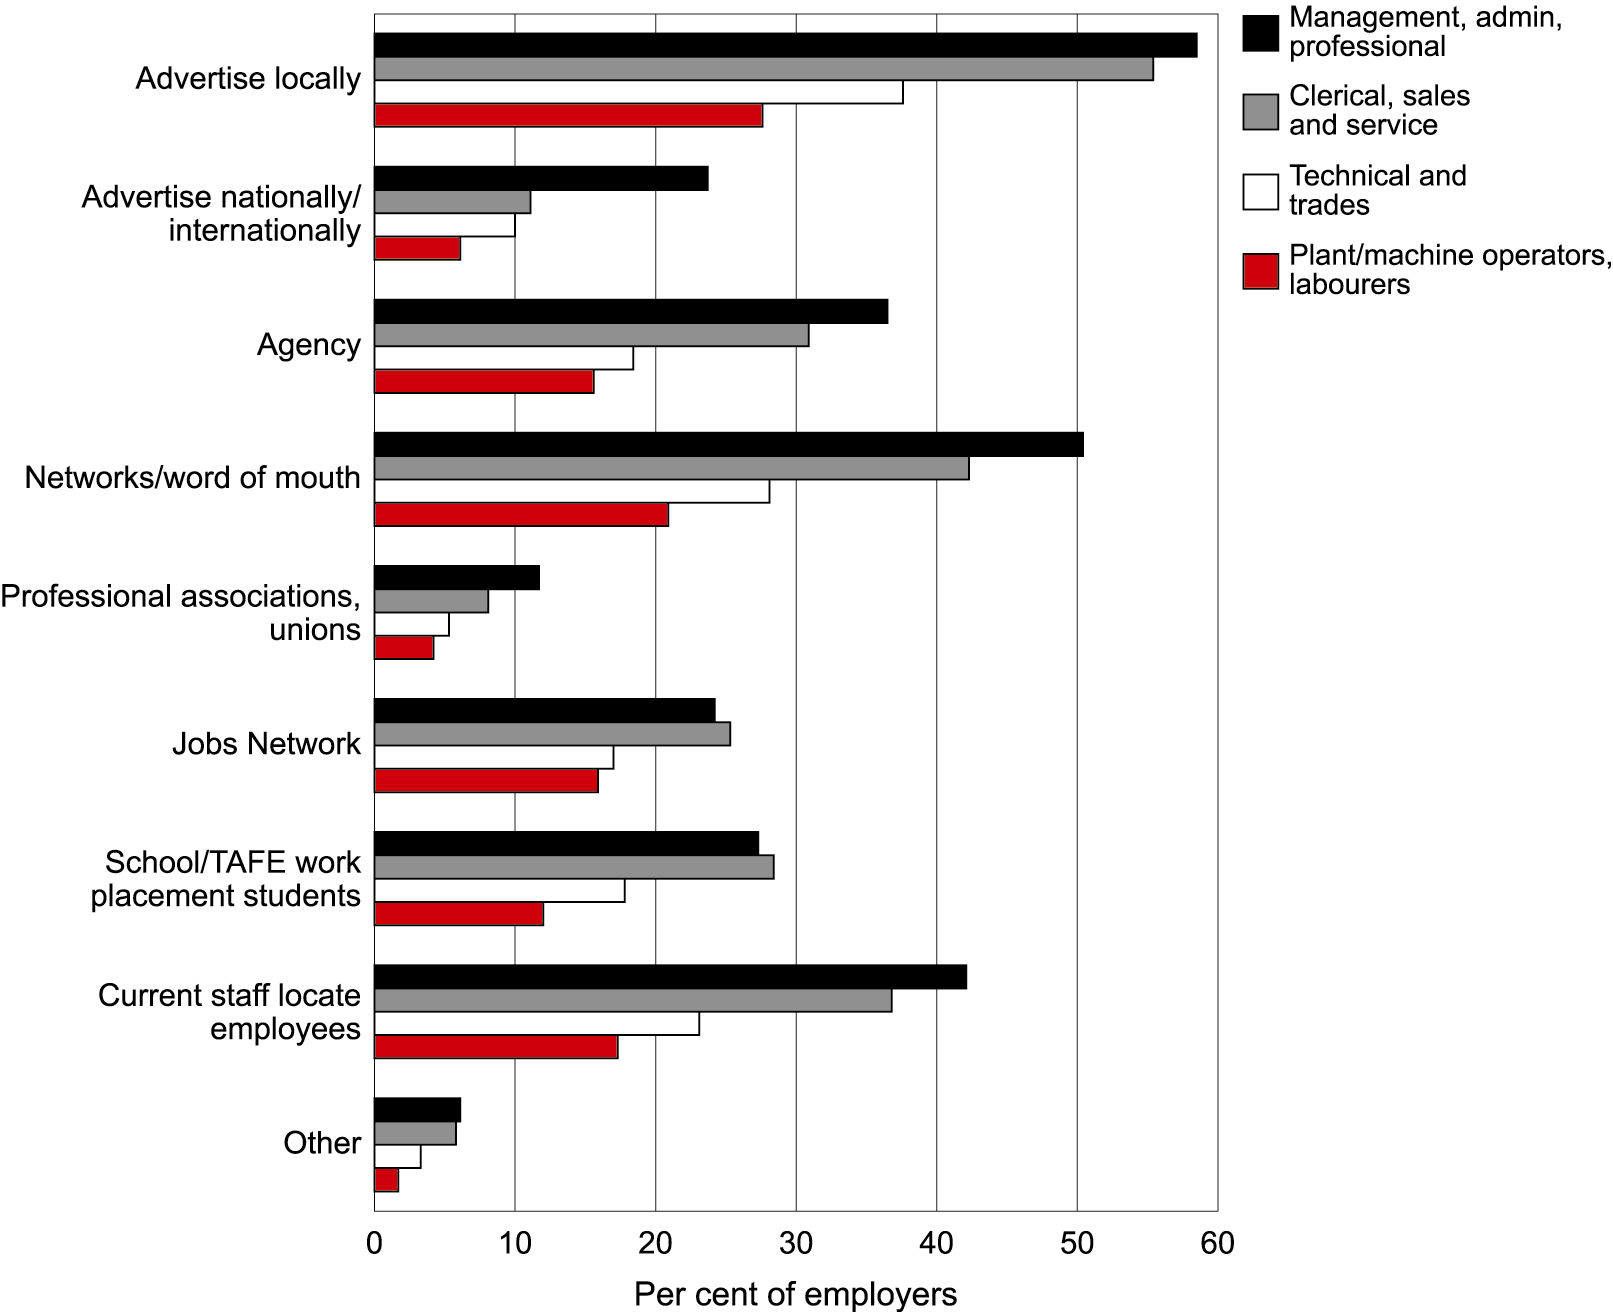 Management, admin,
professional
Clerical, sales
and service
Technical and
trades
Plant/machine operators,
labourers
Advertise locally
Advertise nationally/
internationally
Agency
Networks/word of mouth
Professional associations,
unions
Jobs Network
School/TAFE work
placement students
Current staff locate
employees
Other
0 10 20 30 40 50 60
Per cent of employers